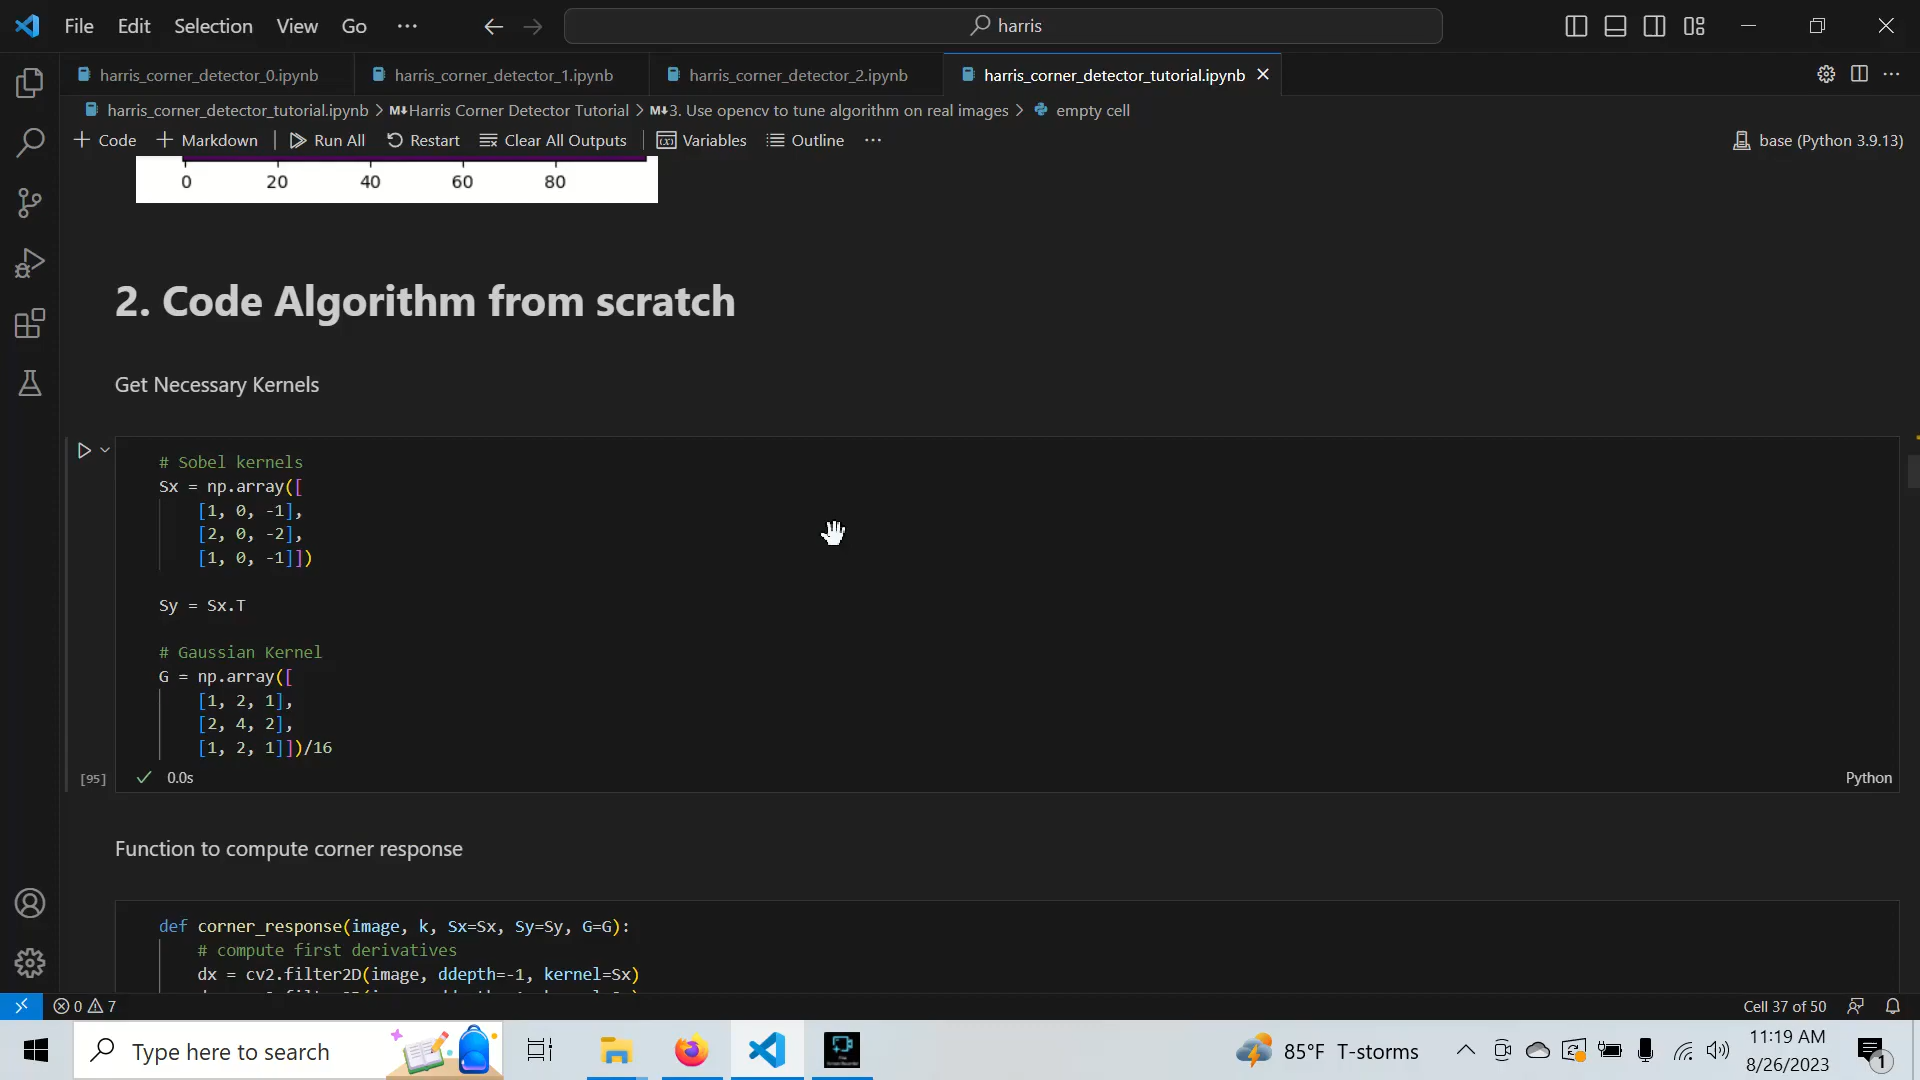 File Edit Selection View Go ··· harris
harris_corner_detector_0.ipynb harris_corner_detector_1.ipynb harris_corner_detector_2.ipynb harris_corner_detector_tutorial.ipynb
harris_corner_detector_tutorial.ipynb > M↓Harris Corner Detector Tutorial > M↓3. Use opencv to tune algorithm on real images > empty cell
+ Code + Markdown | Run All Restart Clear All Outputs | Variables Outline ··· base (Python 3.9.13)
0 20 40 60 80
2. Code Algorithm from scratch
Get Necessary Kernels
# Sobel kernels
Sx = np.array([
[1, 0, -1],
[2, 0, -2],
[1, 0, -1]])
Sy = Sx.T
# Gaussian Kernel
G = np.array([
[1, 2, 1],
[2, 4, 2],
[1, 2, 1]])/16
[95] 0.0s Python
Function to compute corner response
def corner_response(image, k, Sx=Sx, Sy=Sy, G=G):
# compute first derivatives
dx = cv2.filter2D(image, ddepth=-1, kernel=Sx)
0 7 Cell 37 of 50
Type here to search 85°F T-storms 11:19 AM
8/26/2023 1